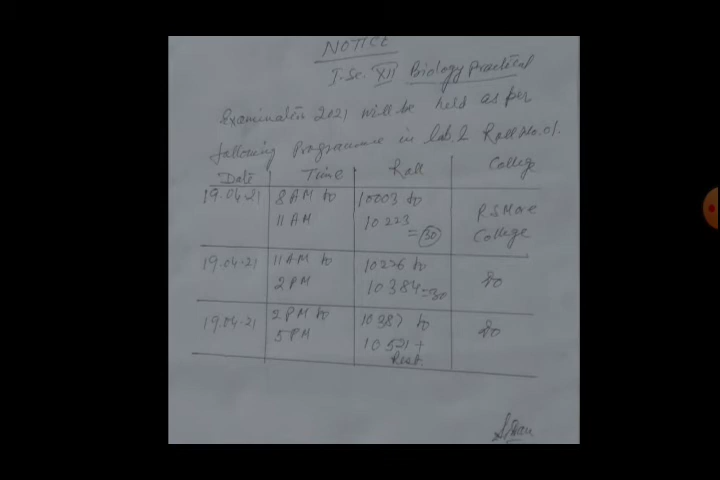 NOTICE
I.Sc. XII Biology Practical
Examination 2021 will be held as per
following Programme in lab.2 Roll No. of
Date Time Roll College
19.04.21 8 AM to 10003 to R.S More
11 AM 10223 College
= 30
19.04.21 11 A.M to 10226 to do
2 PM 10384 = 30
19.04.21 2 PM to 10387 to do
5 PM 10521 +
Rest.